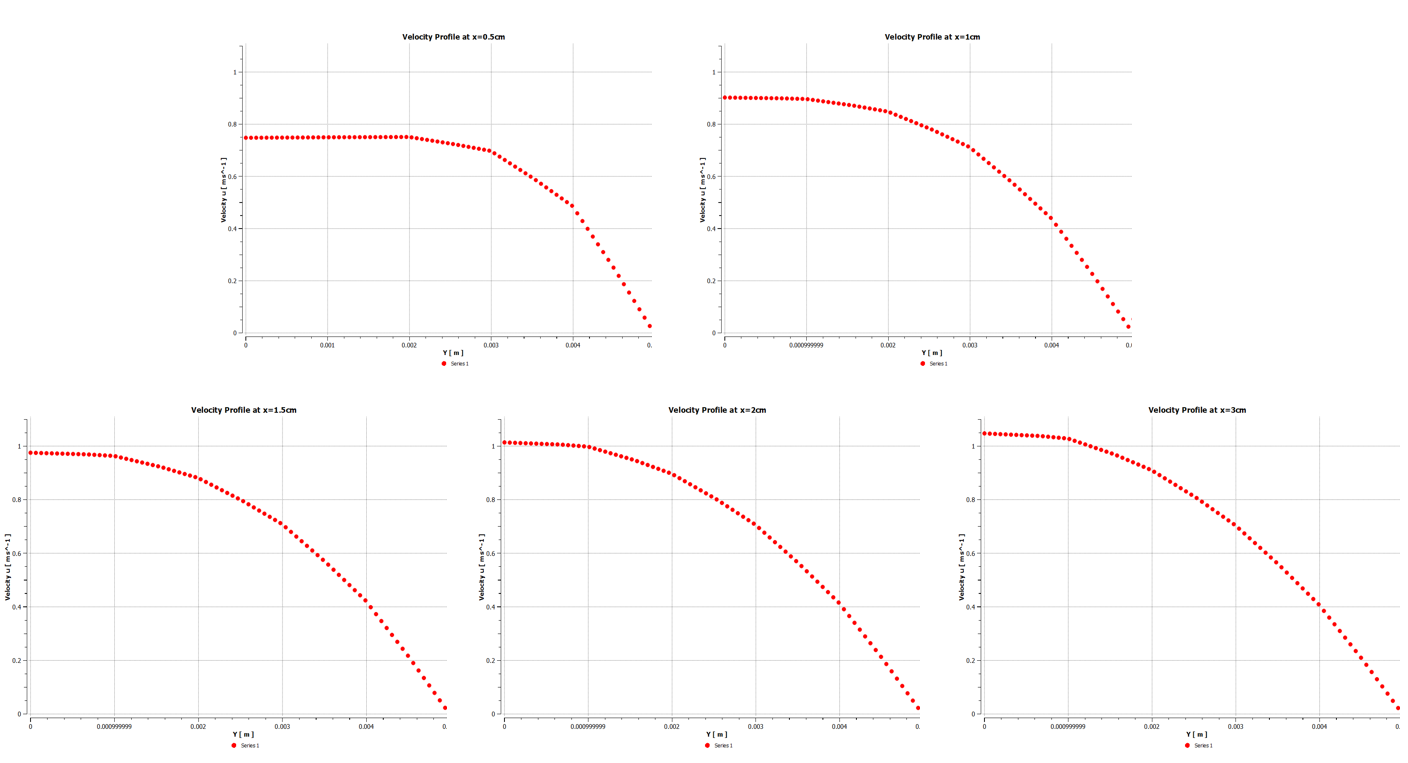 Velocity Profile at x=0.5cm
Velocity u [ m s^-1 ]
1
0.8
0.6
0.4
0.2
0
0 0.001 0.002 0.003 0.004 0.
Y [ m ]
Series 1
Velocity Profile at x=1cm
Velocity u [ m s^-1 ]
1
0.8
0.6
0.4
0.2
0
0 0.000999999 0.002 0.003 0.004 0.
Y [ m ]
Series 1
Velocity Profile at x=1.5cm
Velocity u [ m s^-1 ]
1
0.8
0.6
0.4
0.2
0
0 0.000999999 0.002 0.003 0.004 0.
Y [ m ]
Series 1
Velocity Profile at x=2cm
Velocity u [ m s^-1 ]
1
0.8
0.6
0.4
0.2
0
0 0.000999999 0.002 0.003 0.004 0.
Y [ m ]
Series 1
Velocity Profile at x=3cm
Velocity u [ m s^-1 ]
1
0.8
0.6
0.4
0.2
0
0 0.000999999 0.002 0.003 0.004 0.
Y [ m ]
Series 1